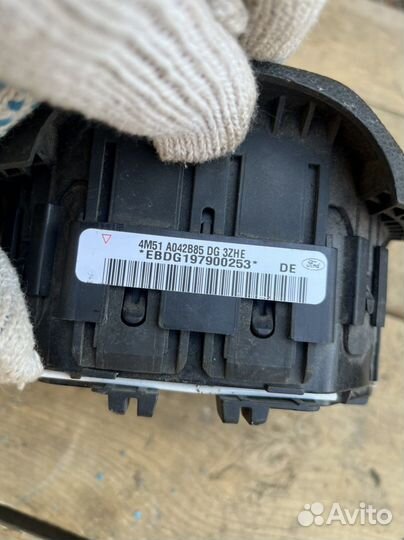 4M51 A042B85 DG 3ZHE
*EBDG197900253*
DE
Ford
Avito